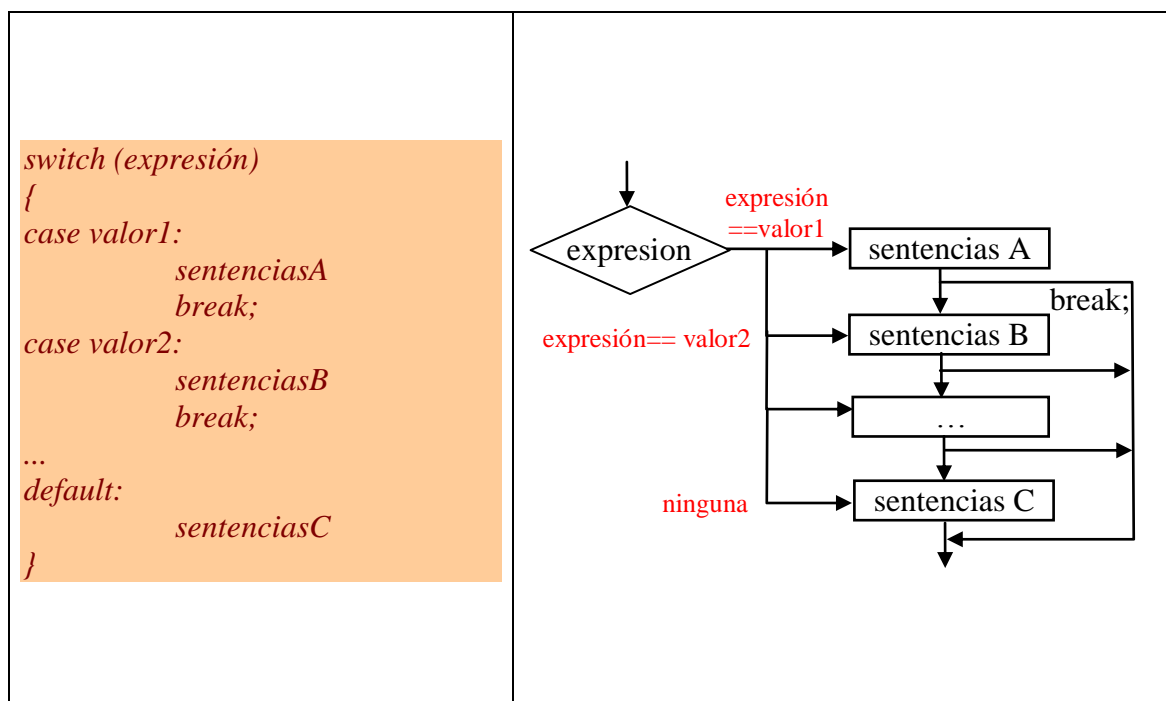 switch (expresión)
{
case valor1:
sentenciasA
break;
case valor2:
sentenciasB
break;
...
default:
sentenciasC
}
expresión
==valor1
expresion
sentencias A
break;
expresión== valor2
sentencias B
...
ninguna
sentencias C